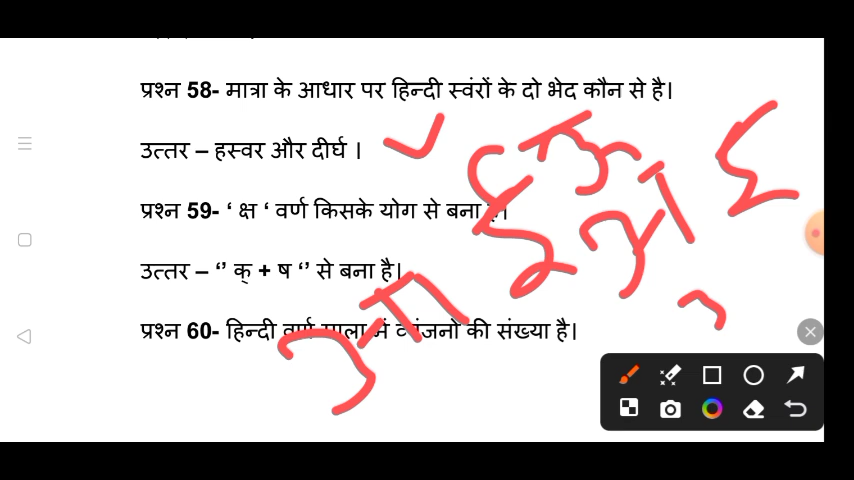 प्रश्न 58- मात्रा के आधार पर हिन्दी स्वंरों के दो भेद कौन से है।
उत्तर – हस्वर और दीर्घ ।
प्रश्न 59- ‘ क्ष ‘ वर्ण किसके योग से बना है।
उत्तर – ‘’ क् + ष ‘’ से बना है।
प्रश्न 60- हिन्दी वर्ण माला में व्यंजनो की संख्या है।